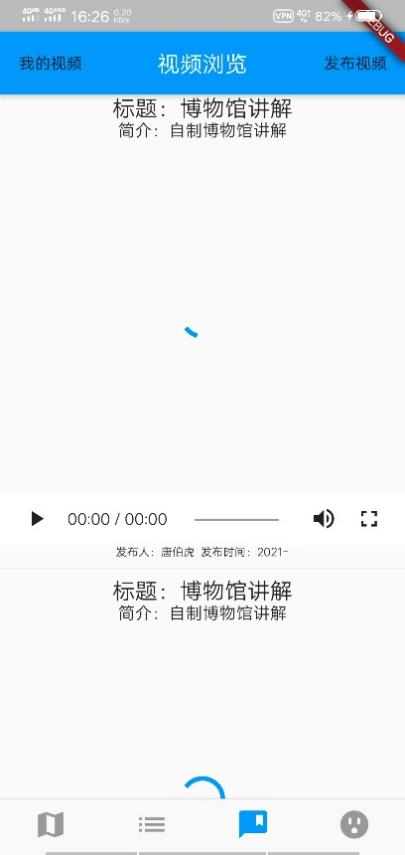 4GHD 4GHD 16:26 0.20 KB/s VPN 82%
我的视频 视频浏览 发布视频
标题：博物馆讲解
简介：自制博物馆讲解
00:00 / 00:00
发布人：唐伯虎 发布时间：2021-
标题：博物馆讲解
简介：自制博物馆讲解